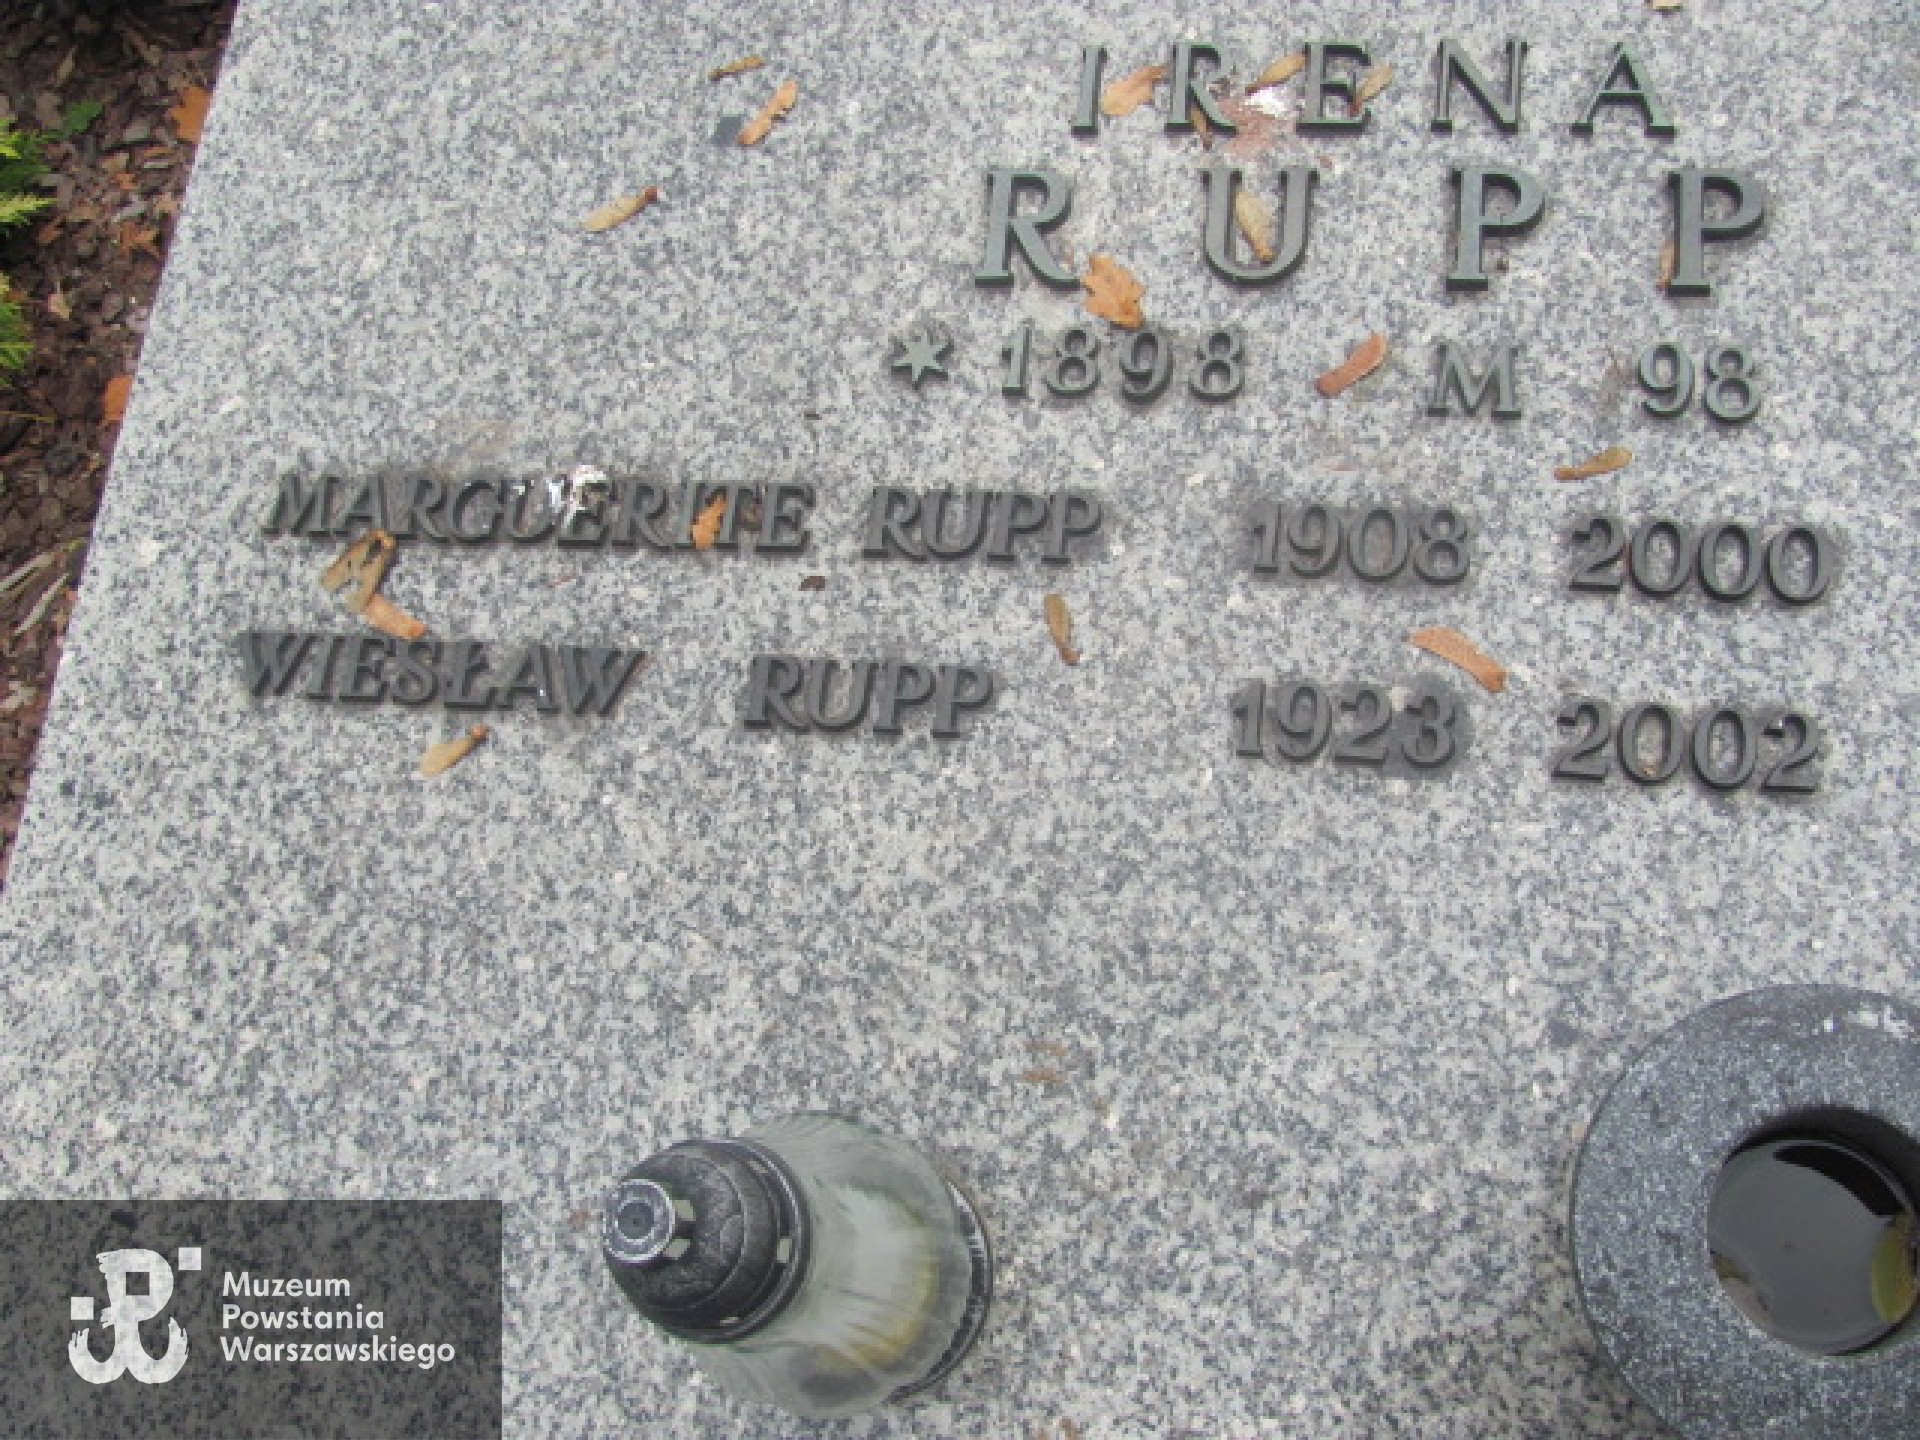 IRENA
RUPP
* 1898 M 98
MARGUERITE RUPP 1908 2000
WIESŁAW RUPP 1923 2002
Muzeum
Powstania
Warszawskiego